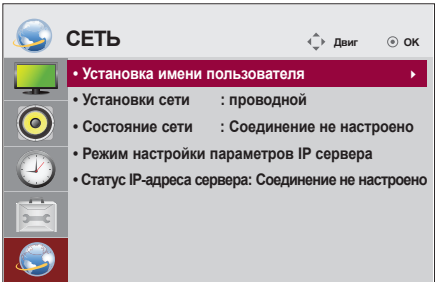 СЕТЬ
Двиг
ОК
• Установка имени пользователя
• Установки сети : проводной
• Состояние сети : Соединение не настроено
• Режим настройки параметров IP сервера
• Статус IP-адреса сервера: Соединение не настроено